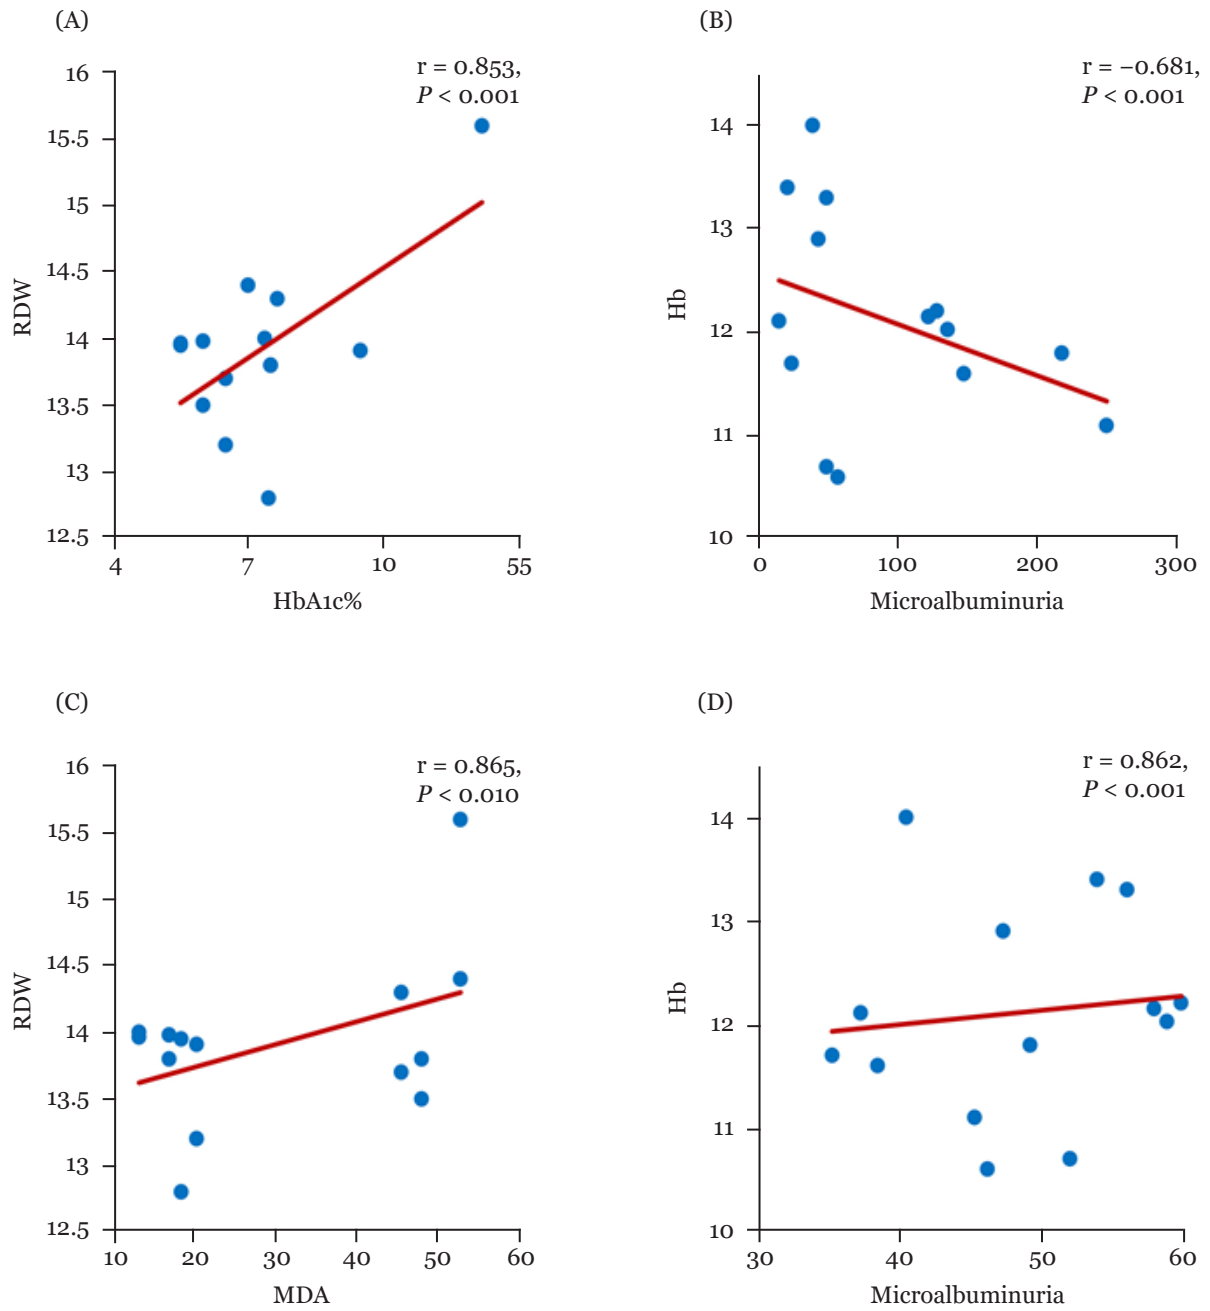 (A)
r = 0.853,
P < 0.001
16
15.5
15
14.5
14
13.5
13
12.5
RDW
4 7 10 55
HbA1c%
(B)
r = −0.681,
P < 0.001
14
13
12
11
10
Hb
0 100 200 300
Microalbuminuria
(C)
r = 0.865,
P < 0.010
16
15.5
15
14.5
14
13.5
13
12.5
RDW
10 20 30 40 50 60
MDA
(D)
r = 0.862,
P < 0.001
14
13
12
11
10
Hb
30 40 50 60
Microalbuminuria